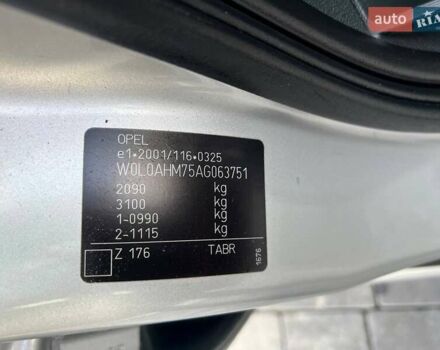 auto RIA
OPEL
e1*2001/116*0325
W0L0AHM75AG063751
2090 kg
3100 kg
1-0990 kg
2-1115 kg
Z 176 TABR
1676